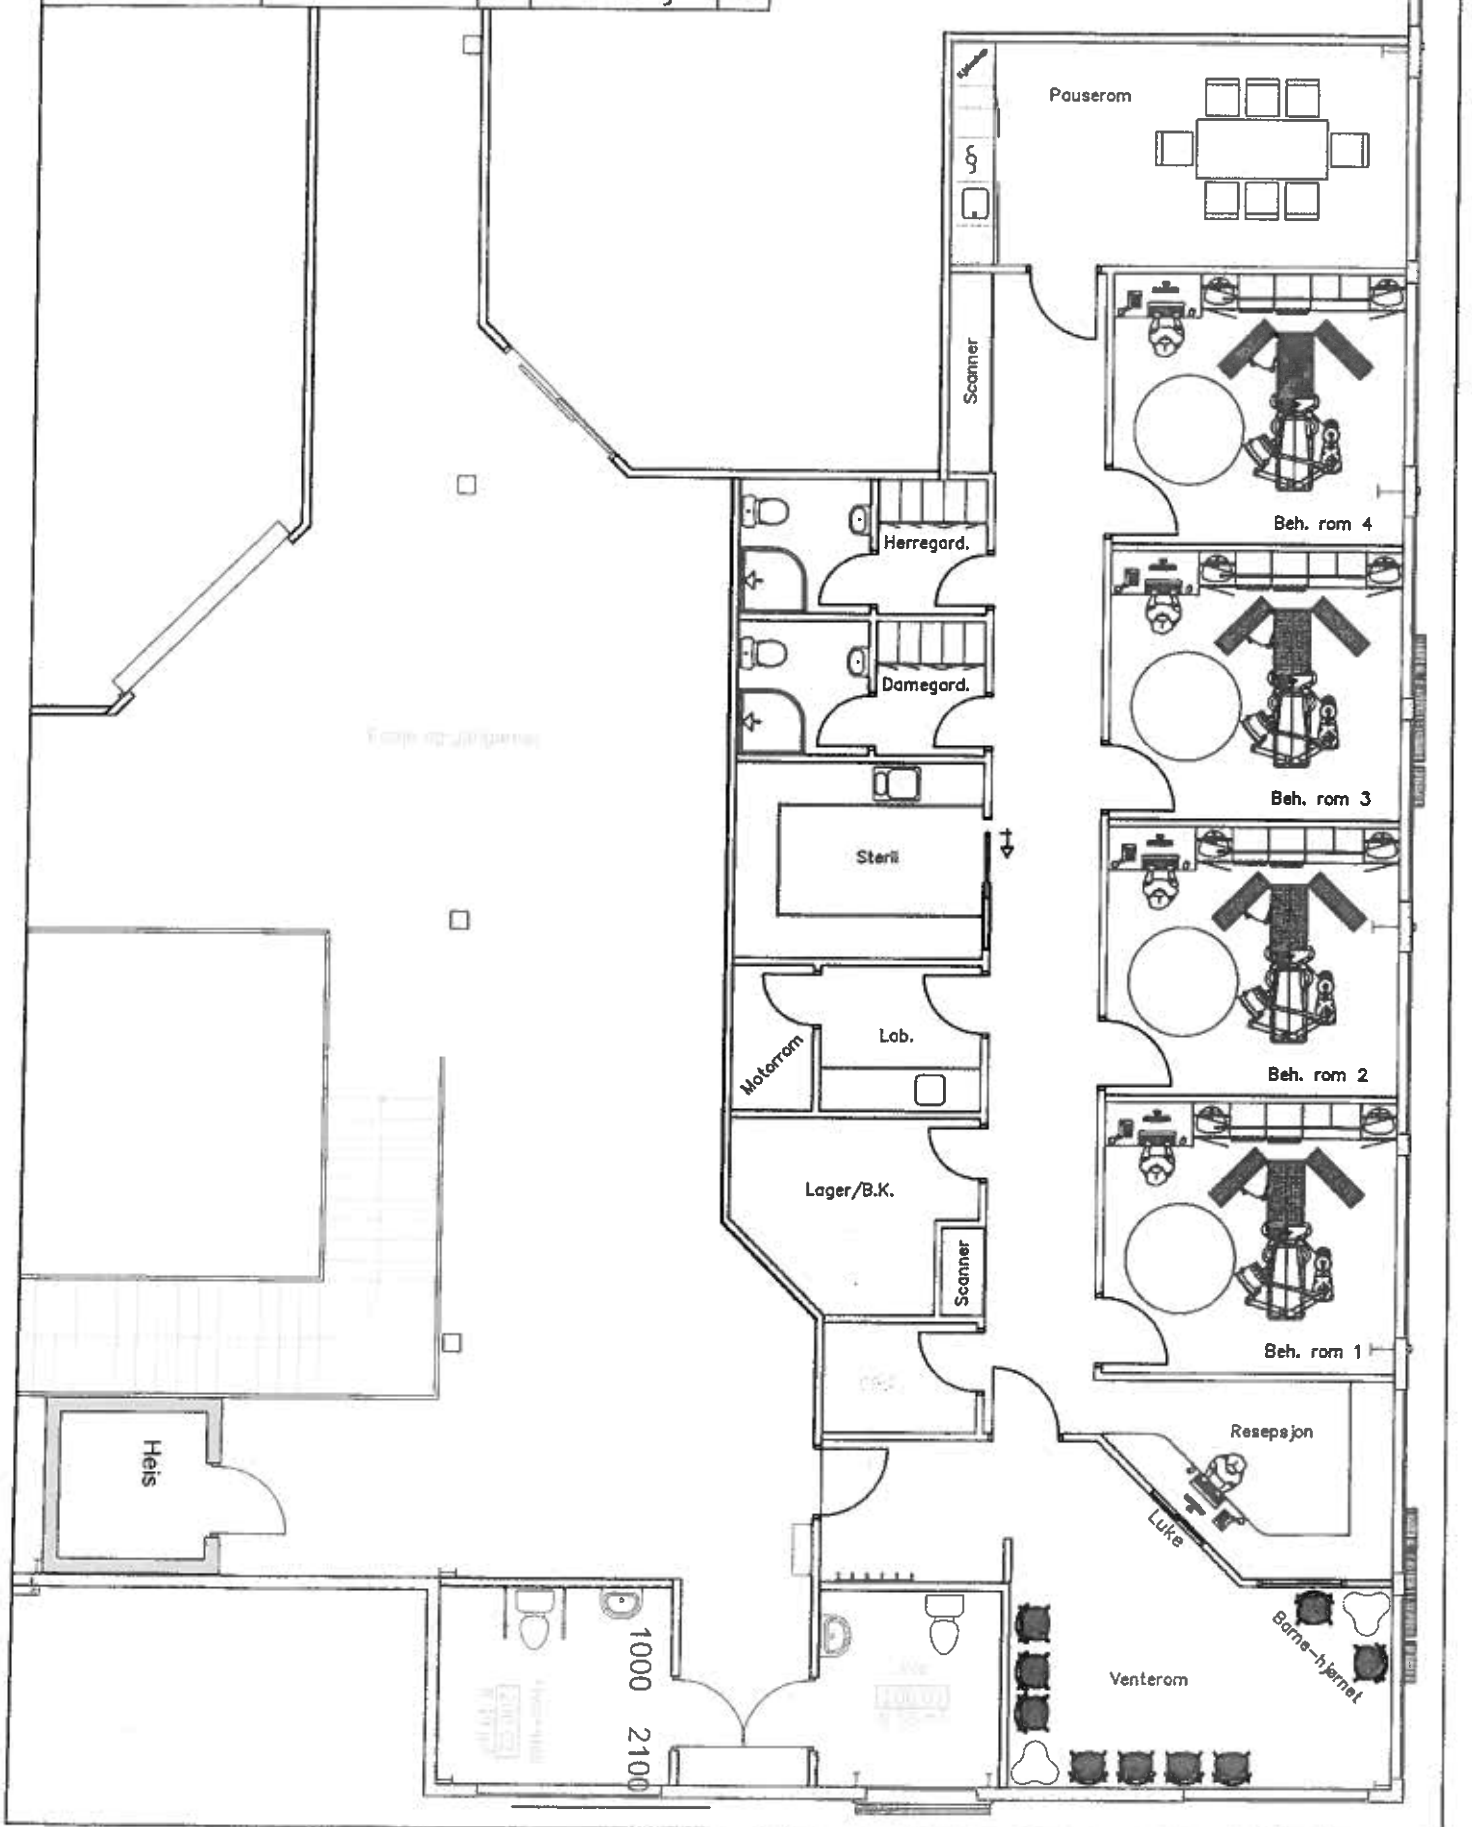 Pauserom
Scanner
Beh. rom 4
Herregard.
Damegard.
Beh. rom 3
Steril
Lab.
Motorrom
Beh. rom 2
Lager/B.K.
Scanner
Beh. rom 1
Resepsjon
Heis
Luke
Barne-hjørnet
1000 2100
Venterom